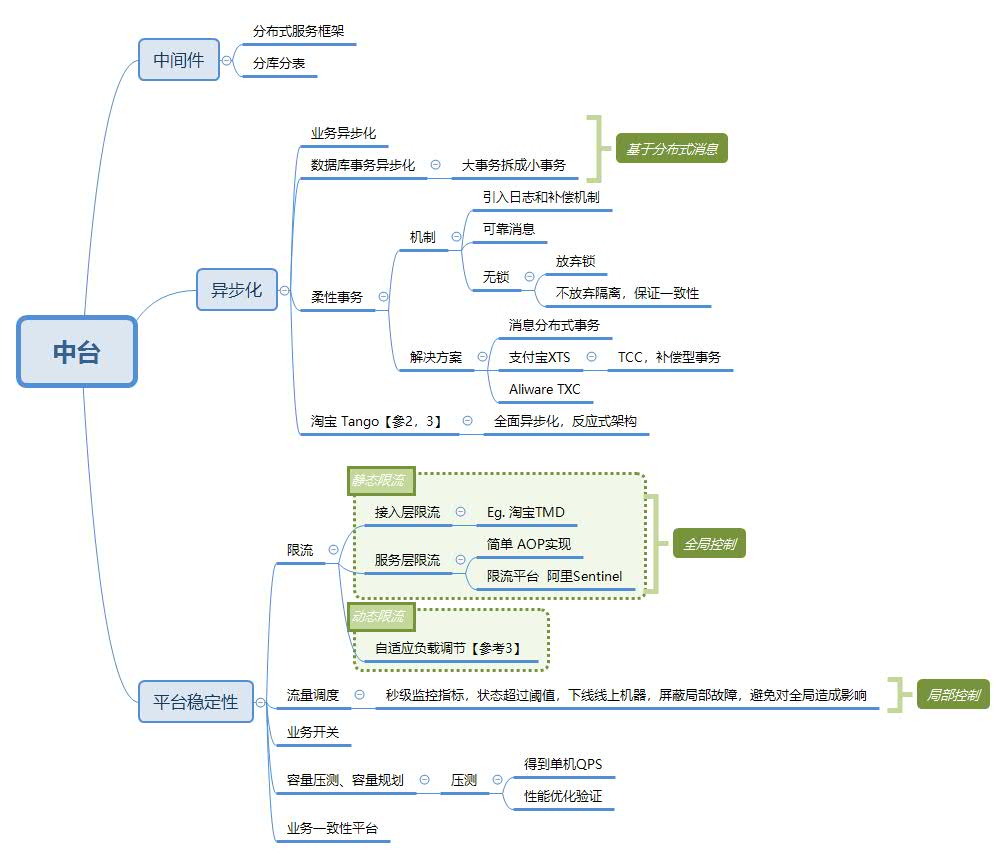 中台
中间件
分布式服务框架
分库分表
异步化
业务异步化
数据库事务异步化
大事务拆成小事务
基于分布式消息
柔性事务
机制
引入日志和补偿机制
可靠消息
无锁
放弃锁
不放弃隔离，保证一致性
解决方案
消息分布式事务
支付宝XTS
TCC，补偿型事务
Aliware TXC
淘宝 Tango【参2，3】
全面异步化，反应式架构
平台稳定性
限流
静态限流
接入层限流
Eg. 淘宝TMD
服务层限流
简单 AOP实现
限流平台 阿里Sentinel
全局控制
动态限流
自适应负载调节【参考3】
流量调度
秒级监控指标，状态超过阈值，下线线上机器，屏蔽局部故障，避免对全局造成影响
局部控制
业务开关
容量压测、容量规划
压测
得到单机QPS
性能优化验证
业务一致性平台